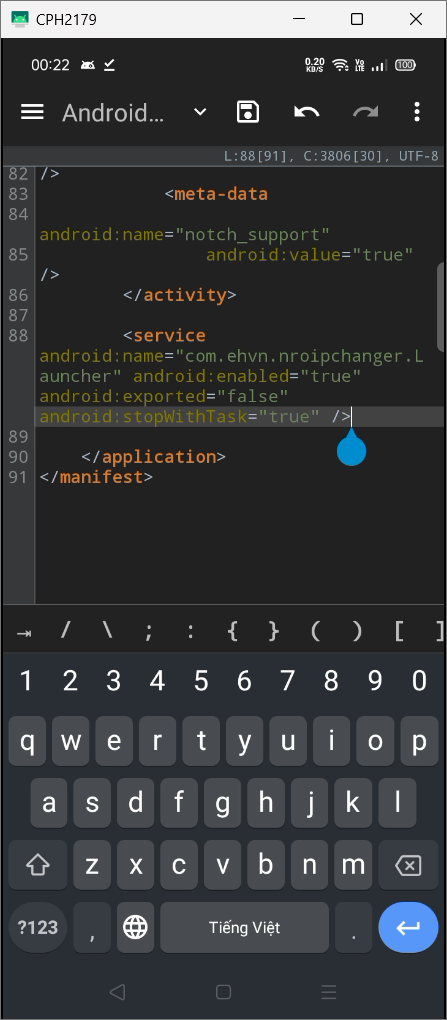 CPH2179
00:22 0.20 KB/S Vo LTE 100
Android...
L:88[91], C:3806[30], UTF-8
82 />
83 <meta-data
84
android:name="notch_support"
85 android:value="true"
/>
86 </activity>
87
88 <service
android:name="com.ehvn.nroipchanger.L
auncher" android:enabled="true"
android:exported="false"
android:stopWithTask="true" />
89
90 </application>
91 </manifest>
⇥ / \ ; : { } ( ) [ ]
1 2 3 4 5 6 7 8 9 0
q w e r t y u i o p
a s d f g h j k l
z x c v b n m
?123 , Tiếng Việt .